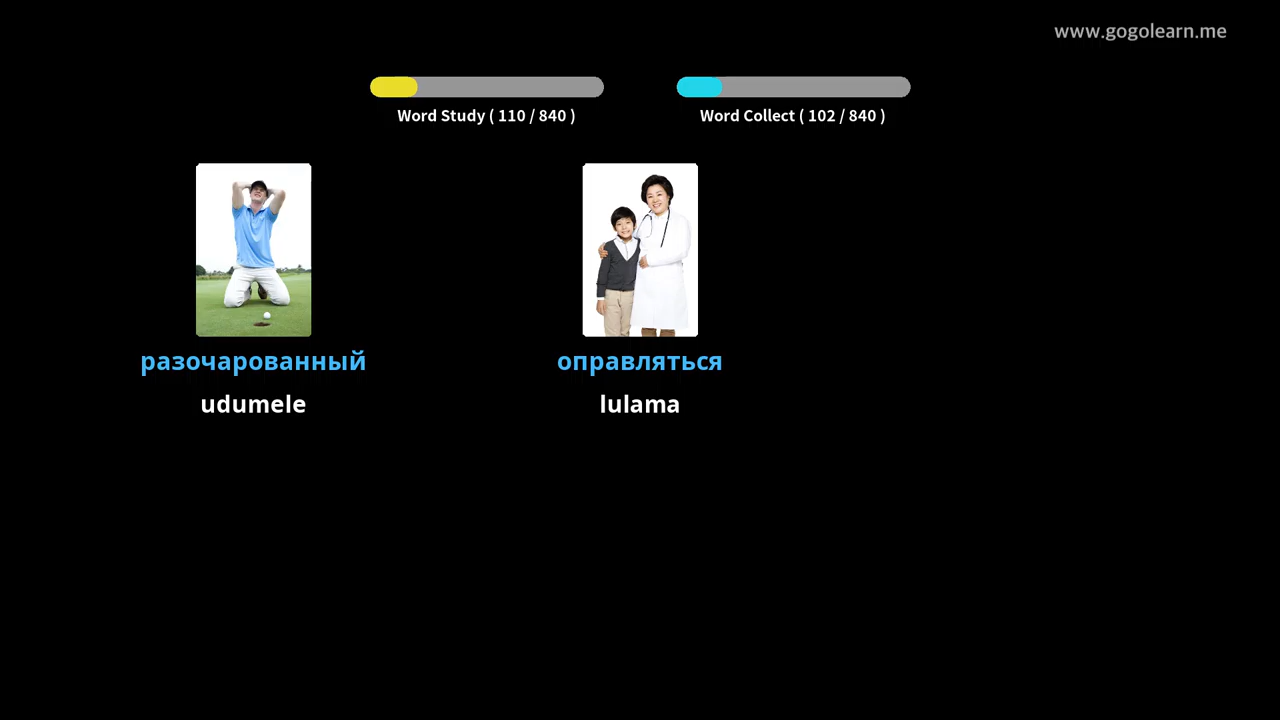 www.gogolearn.me
Word Study ( 110 / 840 )
Word Collect ( 102 / 840 )
разочарованный
оправляться
udumele
lulama